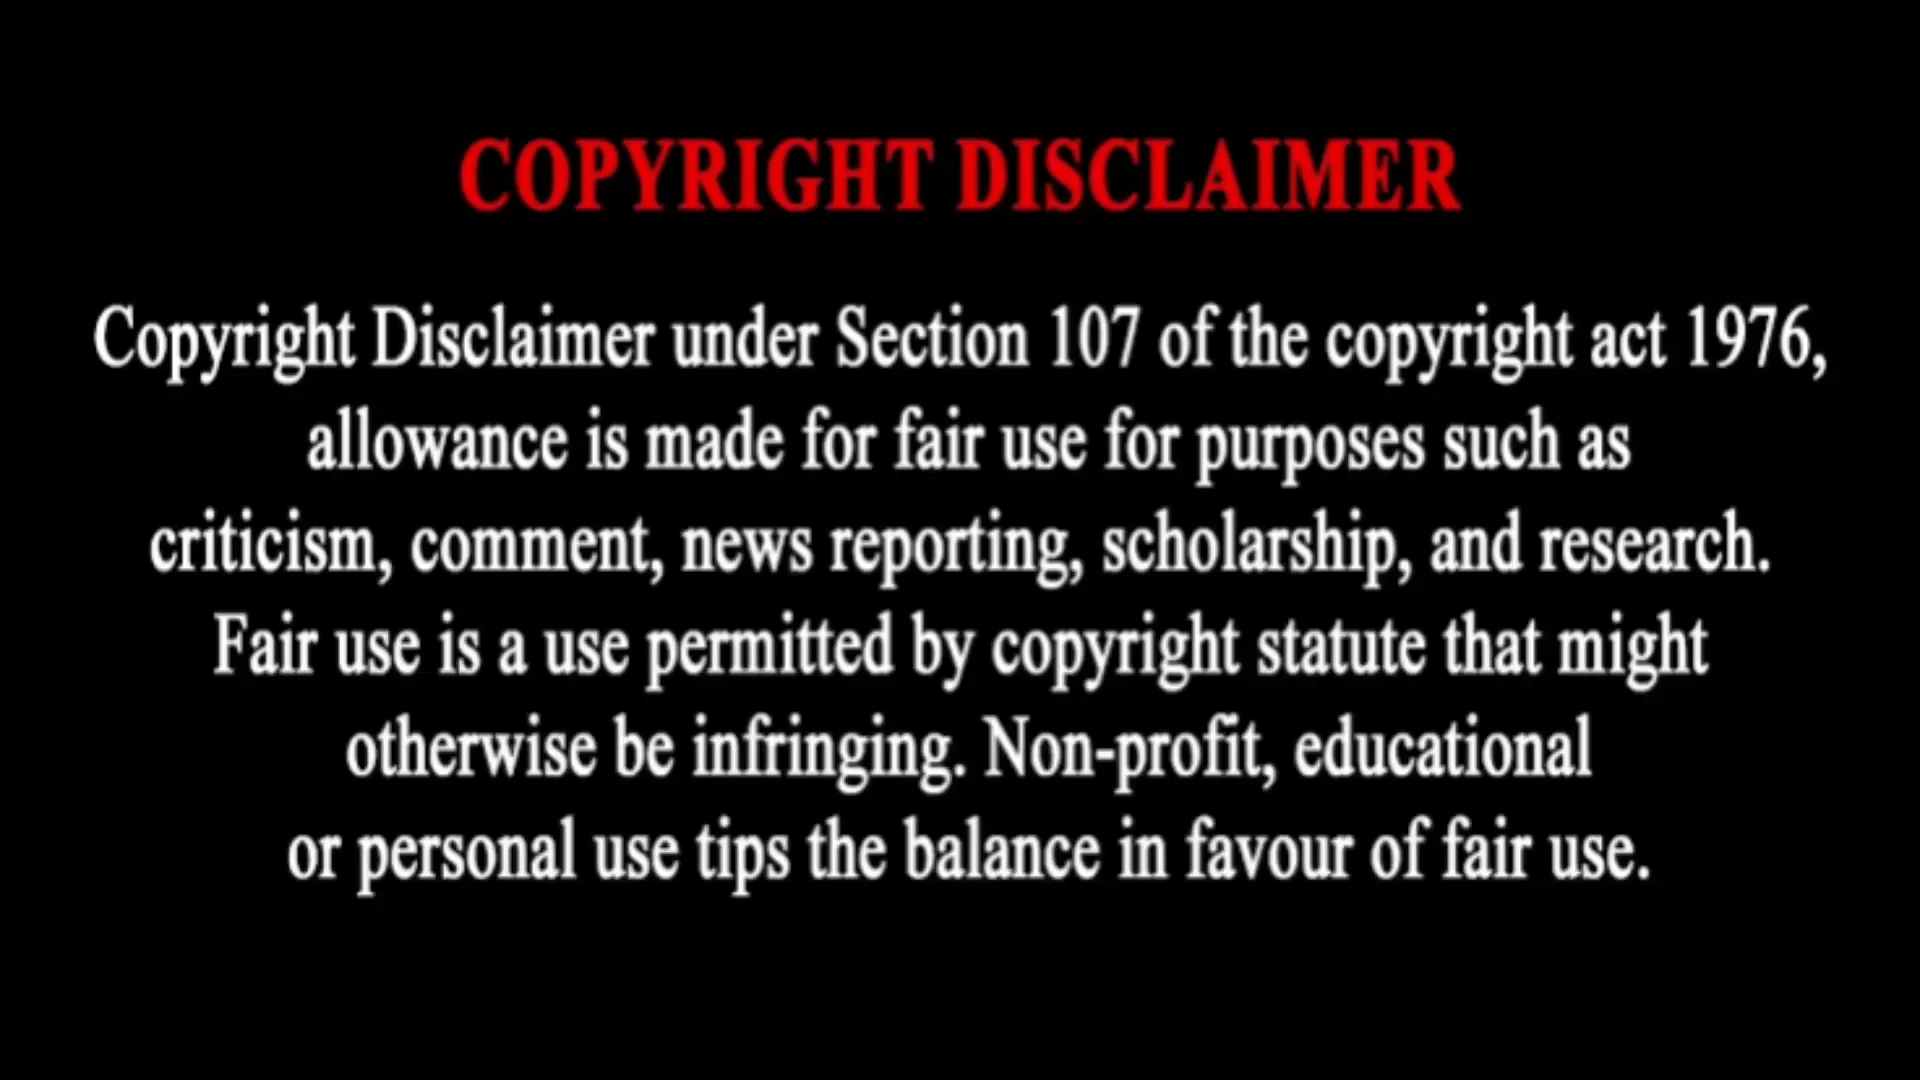 COPYRIGHT DISCLAIMER
Copyright Disclaimer under Section 107 of the copyright act 1976,
allowance is made for fair use for purposes such as
criticism, comment, news reporting, scholarship, and research.
Fair use is a use permitted by copyright statute that might
otherwise be infringing. Non-profit, educational
or personal use tips the balance in favour of fair use.